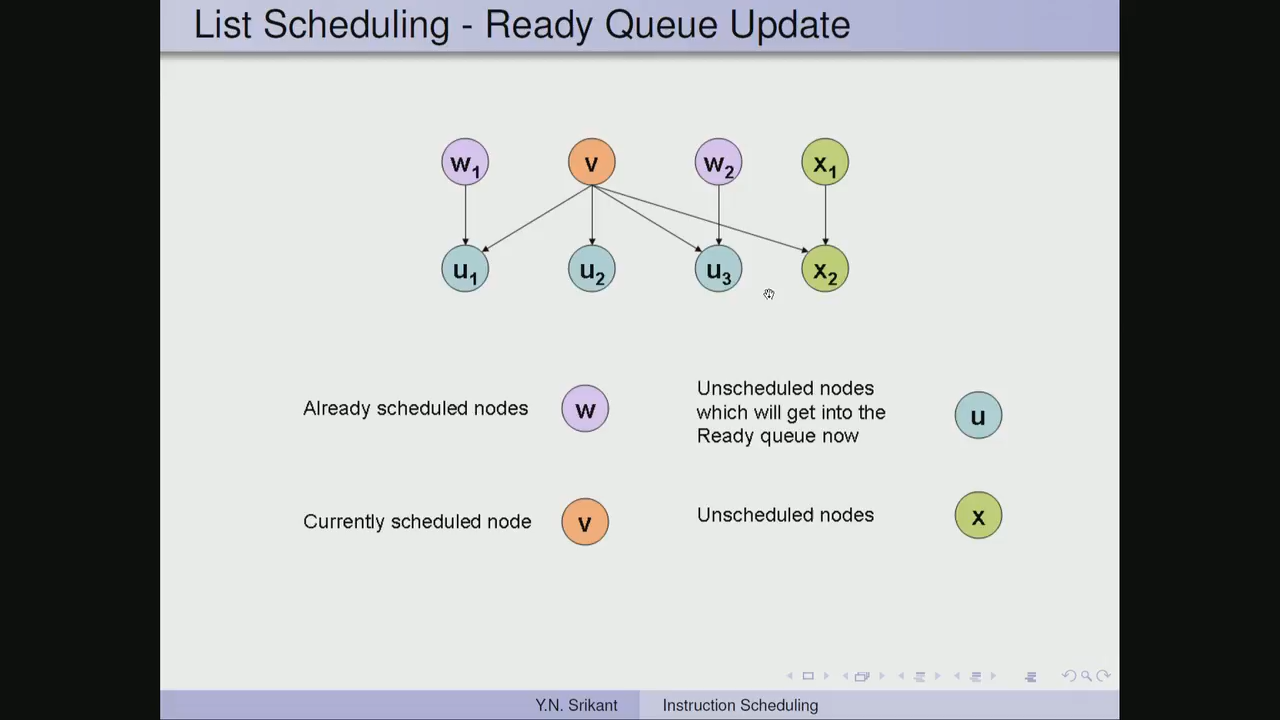 List Scheduling - Ready Queue Update
w1 v w2 x1
u1 u2 u3 x2
Already scheduled nodes w
Unscheduled nodes
which will get into the
Ready queue now
u
Currently scheduled node v
Unscheduled nodes x
Y.N. Srikant Instruction Scheduling